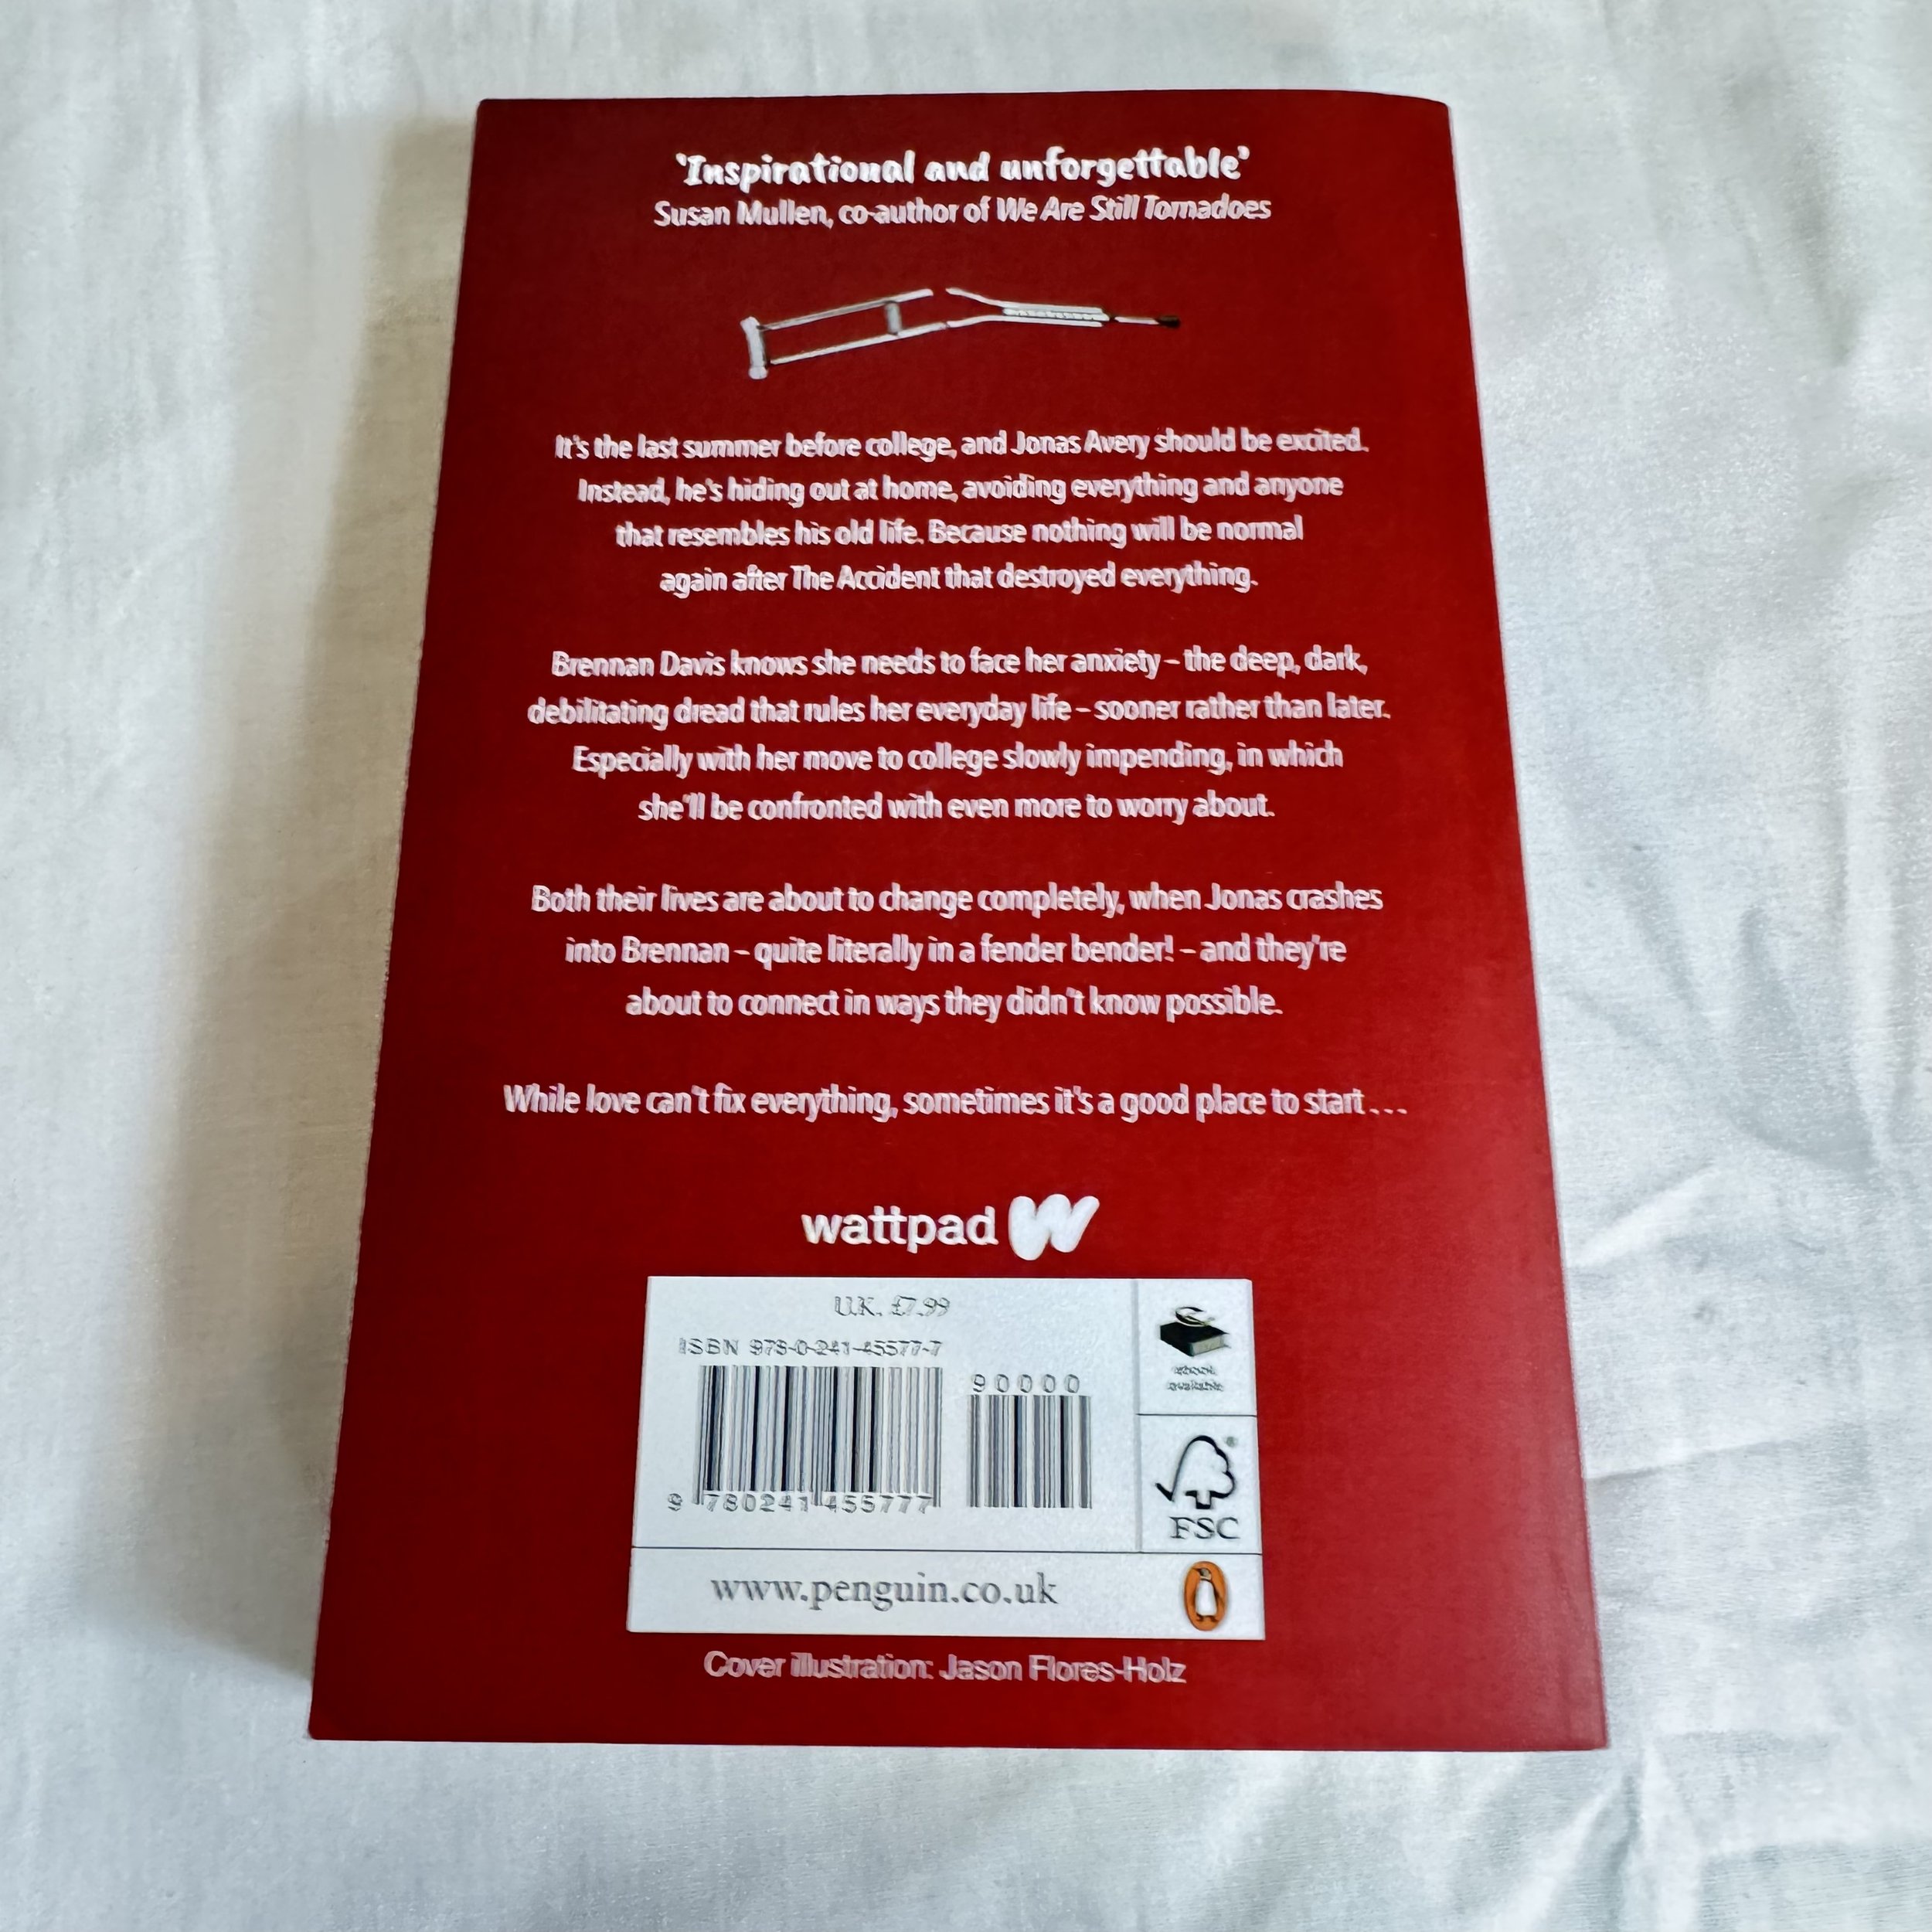 'Inspirational and unforgettable'
Susan Mullen, co-author of We Are Still Tornadoes
It's the last summer before college, and Jonas Avery should be excited.
Instead, he's hiding out at home, avoiding everything and anyone
that resembles his old life. Because nothing will be normal
again after The Accident that destroyed everything.
Brennan Davis knows she needs to face her anxiety – the deep, dark,
debilitating dread that rules her everyday life – sooner rather than later.
Especially with her move to college slowly impending, in which
she'll be confronted with even more to worry about.
Both their lives are about to change completely, when Jonas crashes
into Brennan – quite literally in a fender bender! – and they're
about to connect in ways they didn't know possible.
While love can't fix everything, sometimes it's a good place to start . . .
wattpad W
U.K. £7.99
ISBN 978-0-241-45577-7
90000
9 780241 455777
ebook
available
®
FSC
www.penguin.co.uk
Cover illustration: Jason Flores-Holz